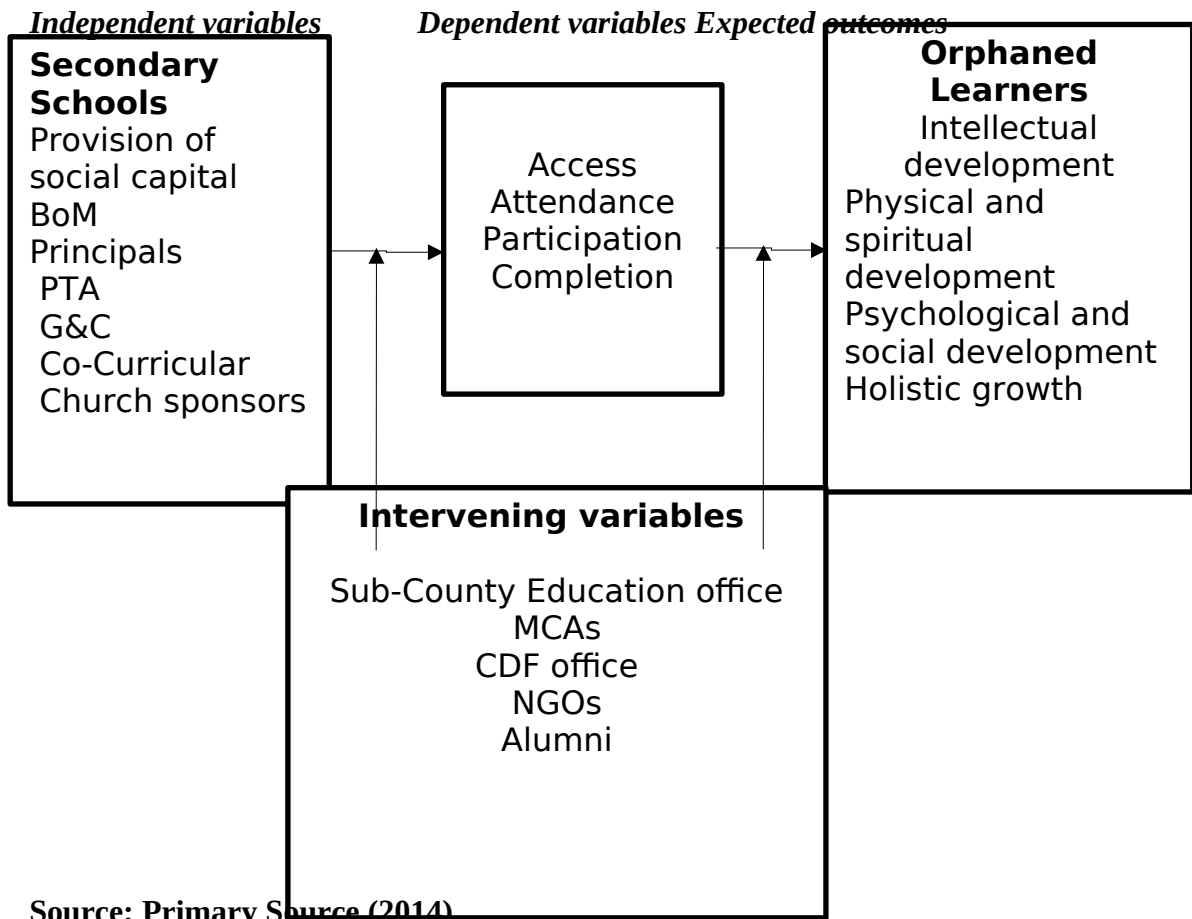 Independent variables Dependent variables Expected outcomes
Secondary
Schools
Provision of
social capital
BoM
Principals
PTA
G&C
Co-Curricular
Church sponsors
Access
Attendance
Participation
Completion
Orphaned
Learners
Intellectual
development
Physical and
spiritual
development
Psychological and
social development
Holistic growth
Intervening variables
Sub-County Education office
MCAs
CDF office
NGOs
Alumni
Source: Primary Source (2014)